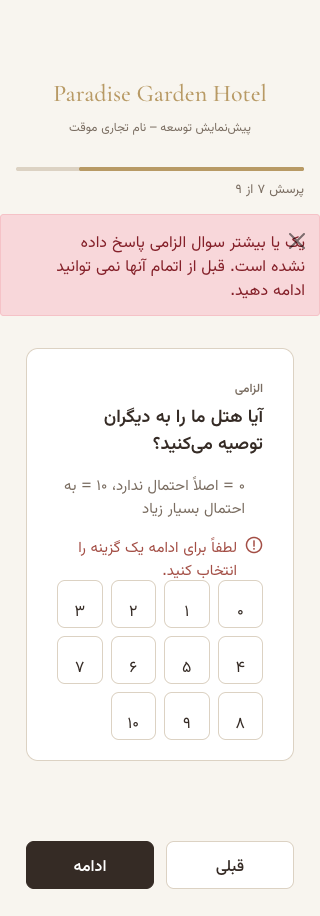 Paradise Garden Hotel
پیش‌نمایش توسعه – نام تجاری موقت
پرسش ۷ از ۹
یک یا بیشتر سوال الزامی پاسخ داده
نشده است. قبل از اتمام آنها نمی توانید
ادامه دهید.
الزامی
آیا هتل ما را به دیگران
توصیه می‌کنید؟
۰ = اصلاً احتمال ندارد، ۱۰ = به
احتمال بسیار زیاد
لطفاً برای ادامه یک گزینه را
انتخاب کنید.
۰ ۱ ۲ ۳
۴ ۵ ۶ ۷
۸ ۹ ۱۰
قبلی ادامه